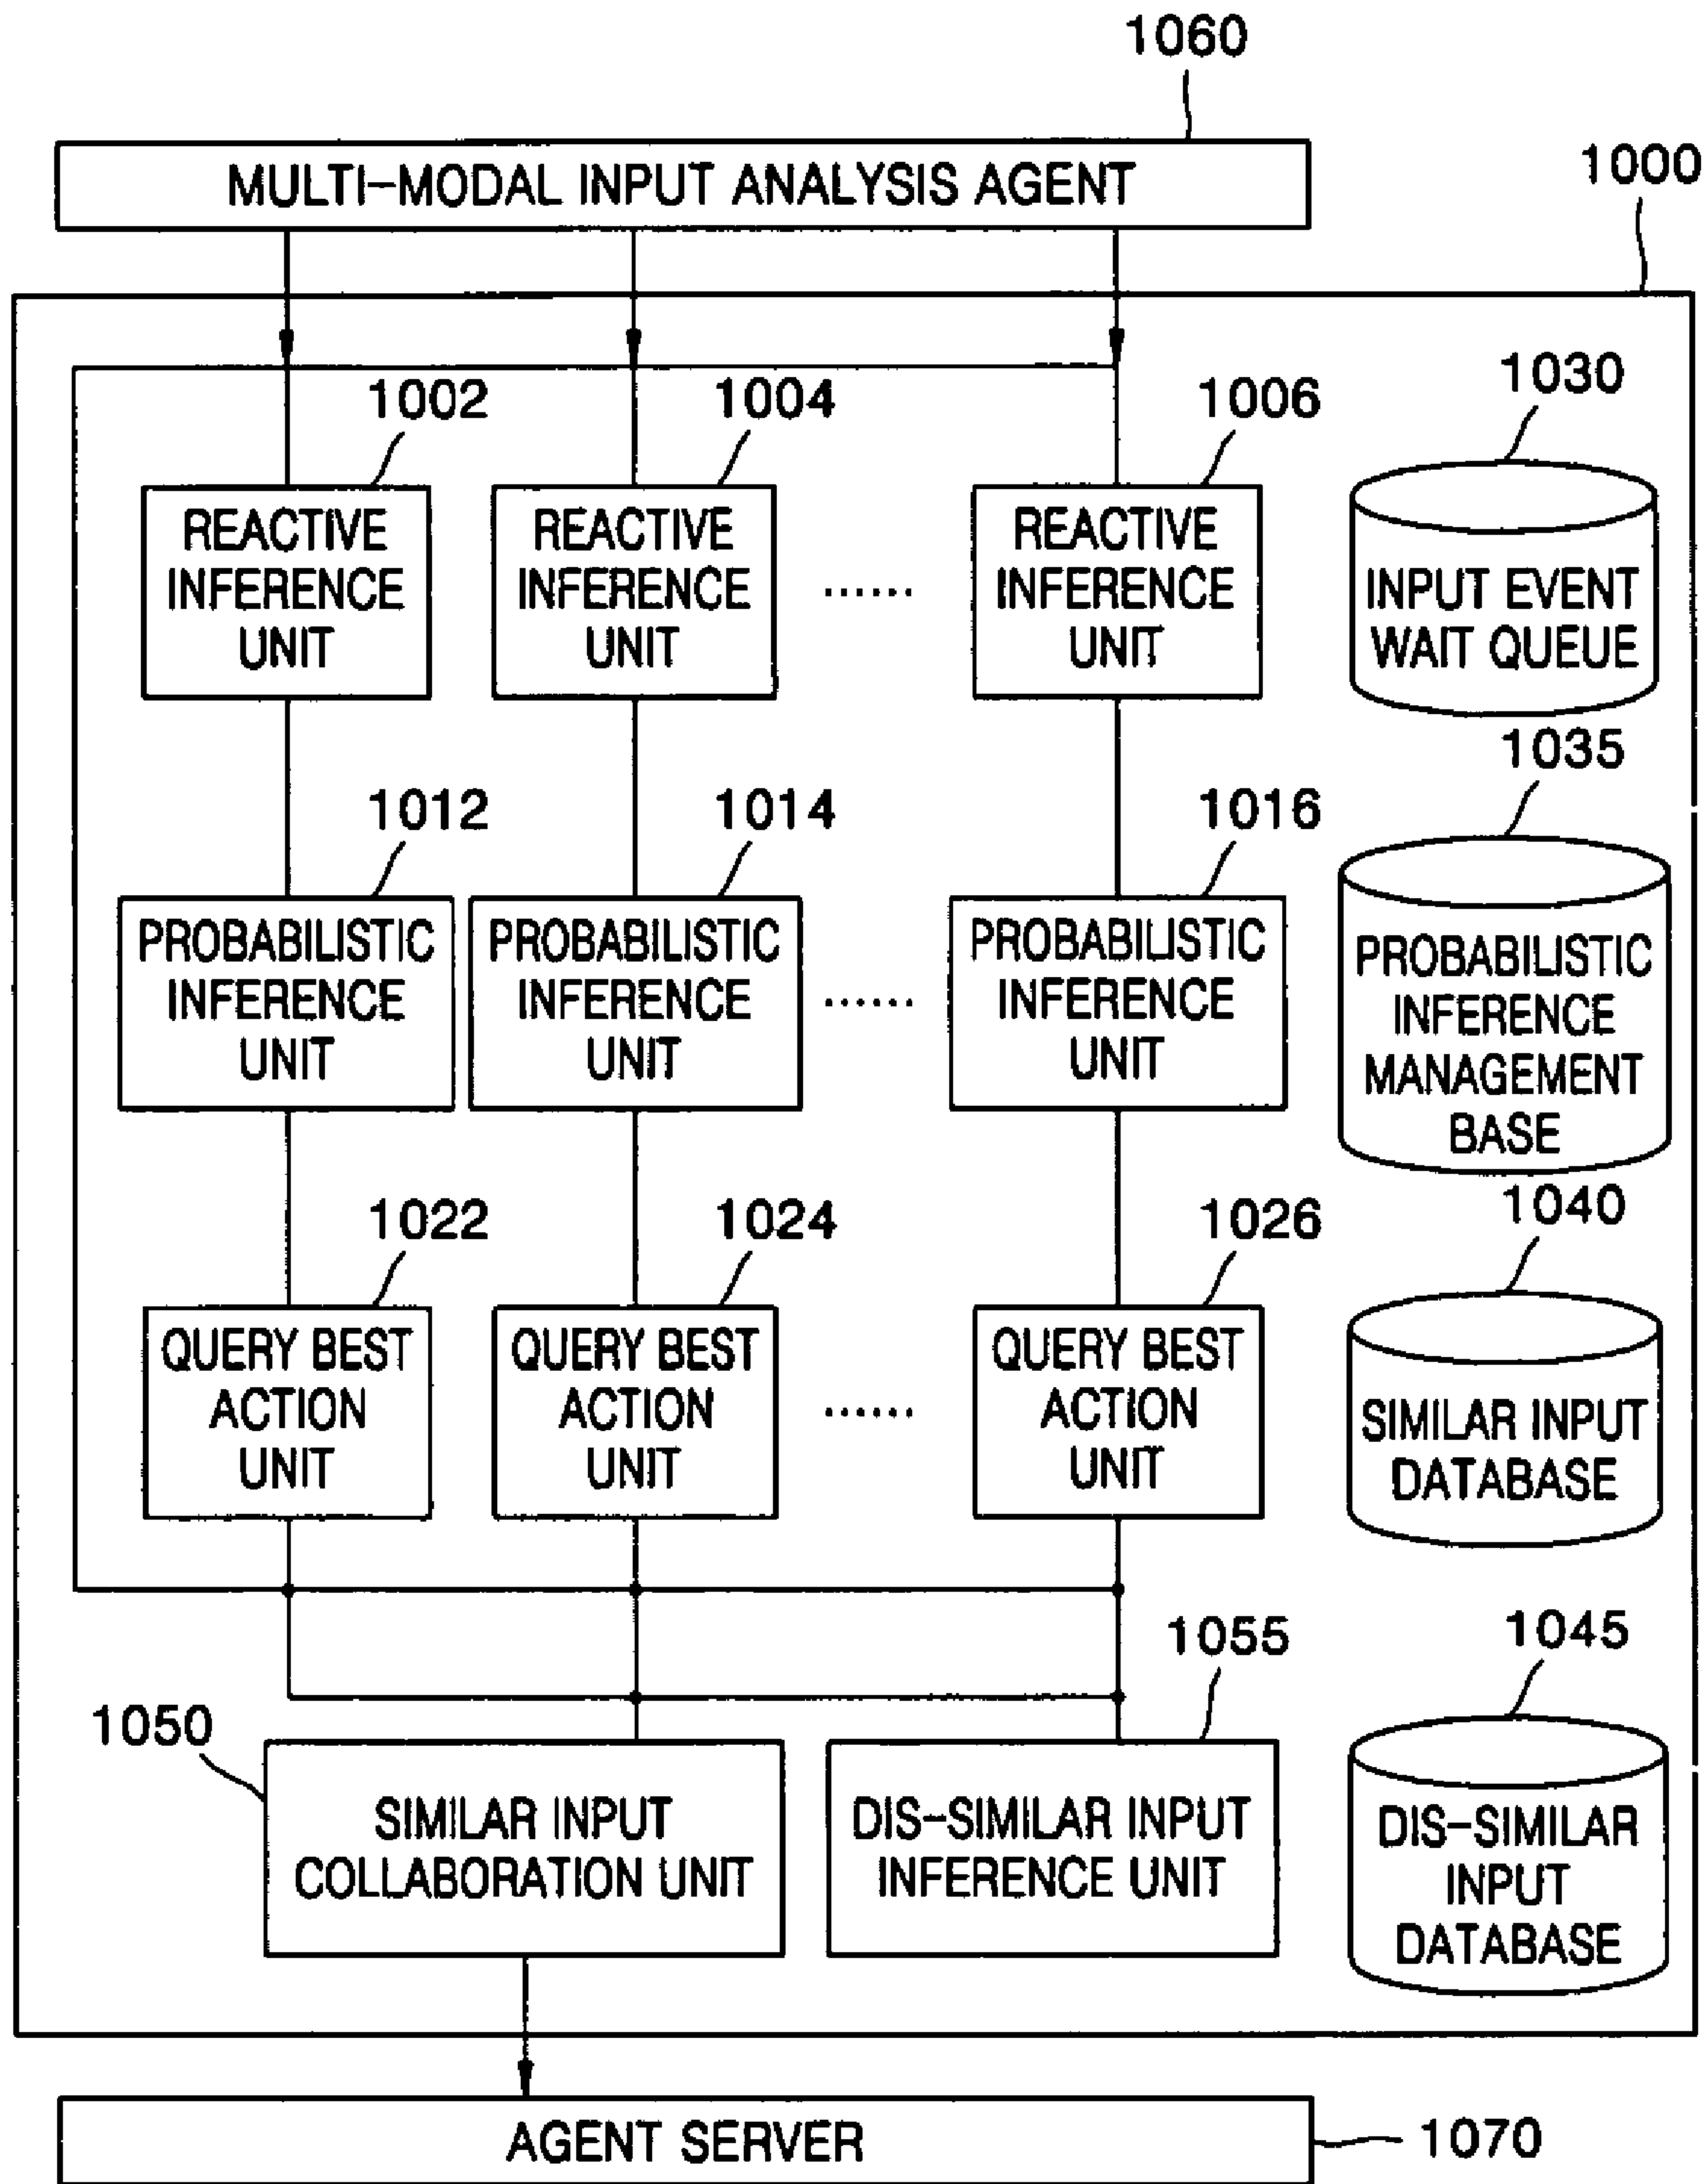 1060
MULTI-MODAL INPUT ANALYSIS AGENT
1000
1002
1004
1006
1030
REACTIVE
INFERENCE
UNIT
REACTIVE
INFERENCE
UNIT
......
REACTIVE
INFERENCE
UNIT
INPUT EVENT
WAIT QUEUE
1012
1014
1016
1035
PROBABILISTIC
INFERENCE
UNIT
PROBABILISTIC
INFERENCE
UNIT
......
PROBABILISTIC
INFERENCE
UNIT
PROBABILISTIC
INFERENCE
MANAGEMENT
BASE
1022
1024
1026
1040
QUERY BEST
ACTION
UNIT
QUERY BEST
ACTION
UNIT
......
QUERY BEST
ACTION
UNIT
SIMILAR INPUT
DATABASE
1050
1055
1045
SIMILAR INPUT
COLLABORATION UNIT
DIS-SIMILAR INPUT
INFERENCE UNIT
DIS-SIMILAR
INPUT
DATABASE
AGENT SERVER
1070